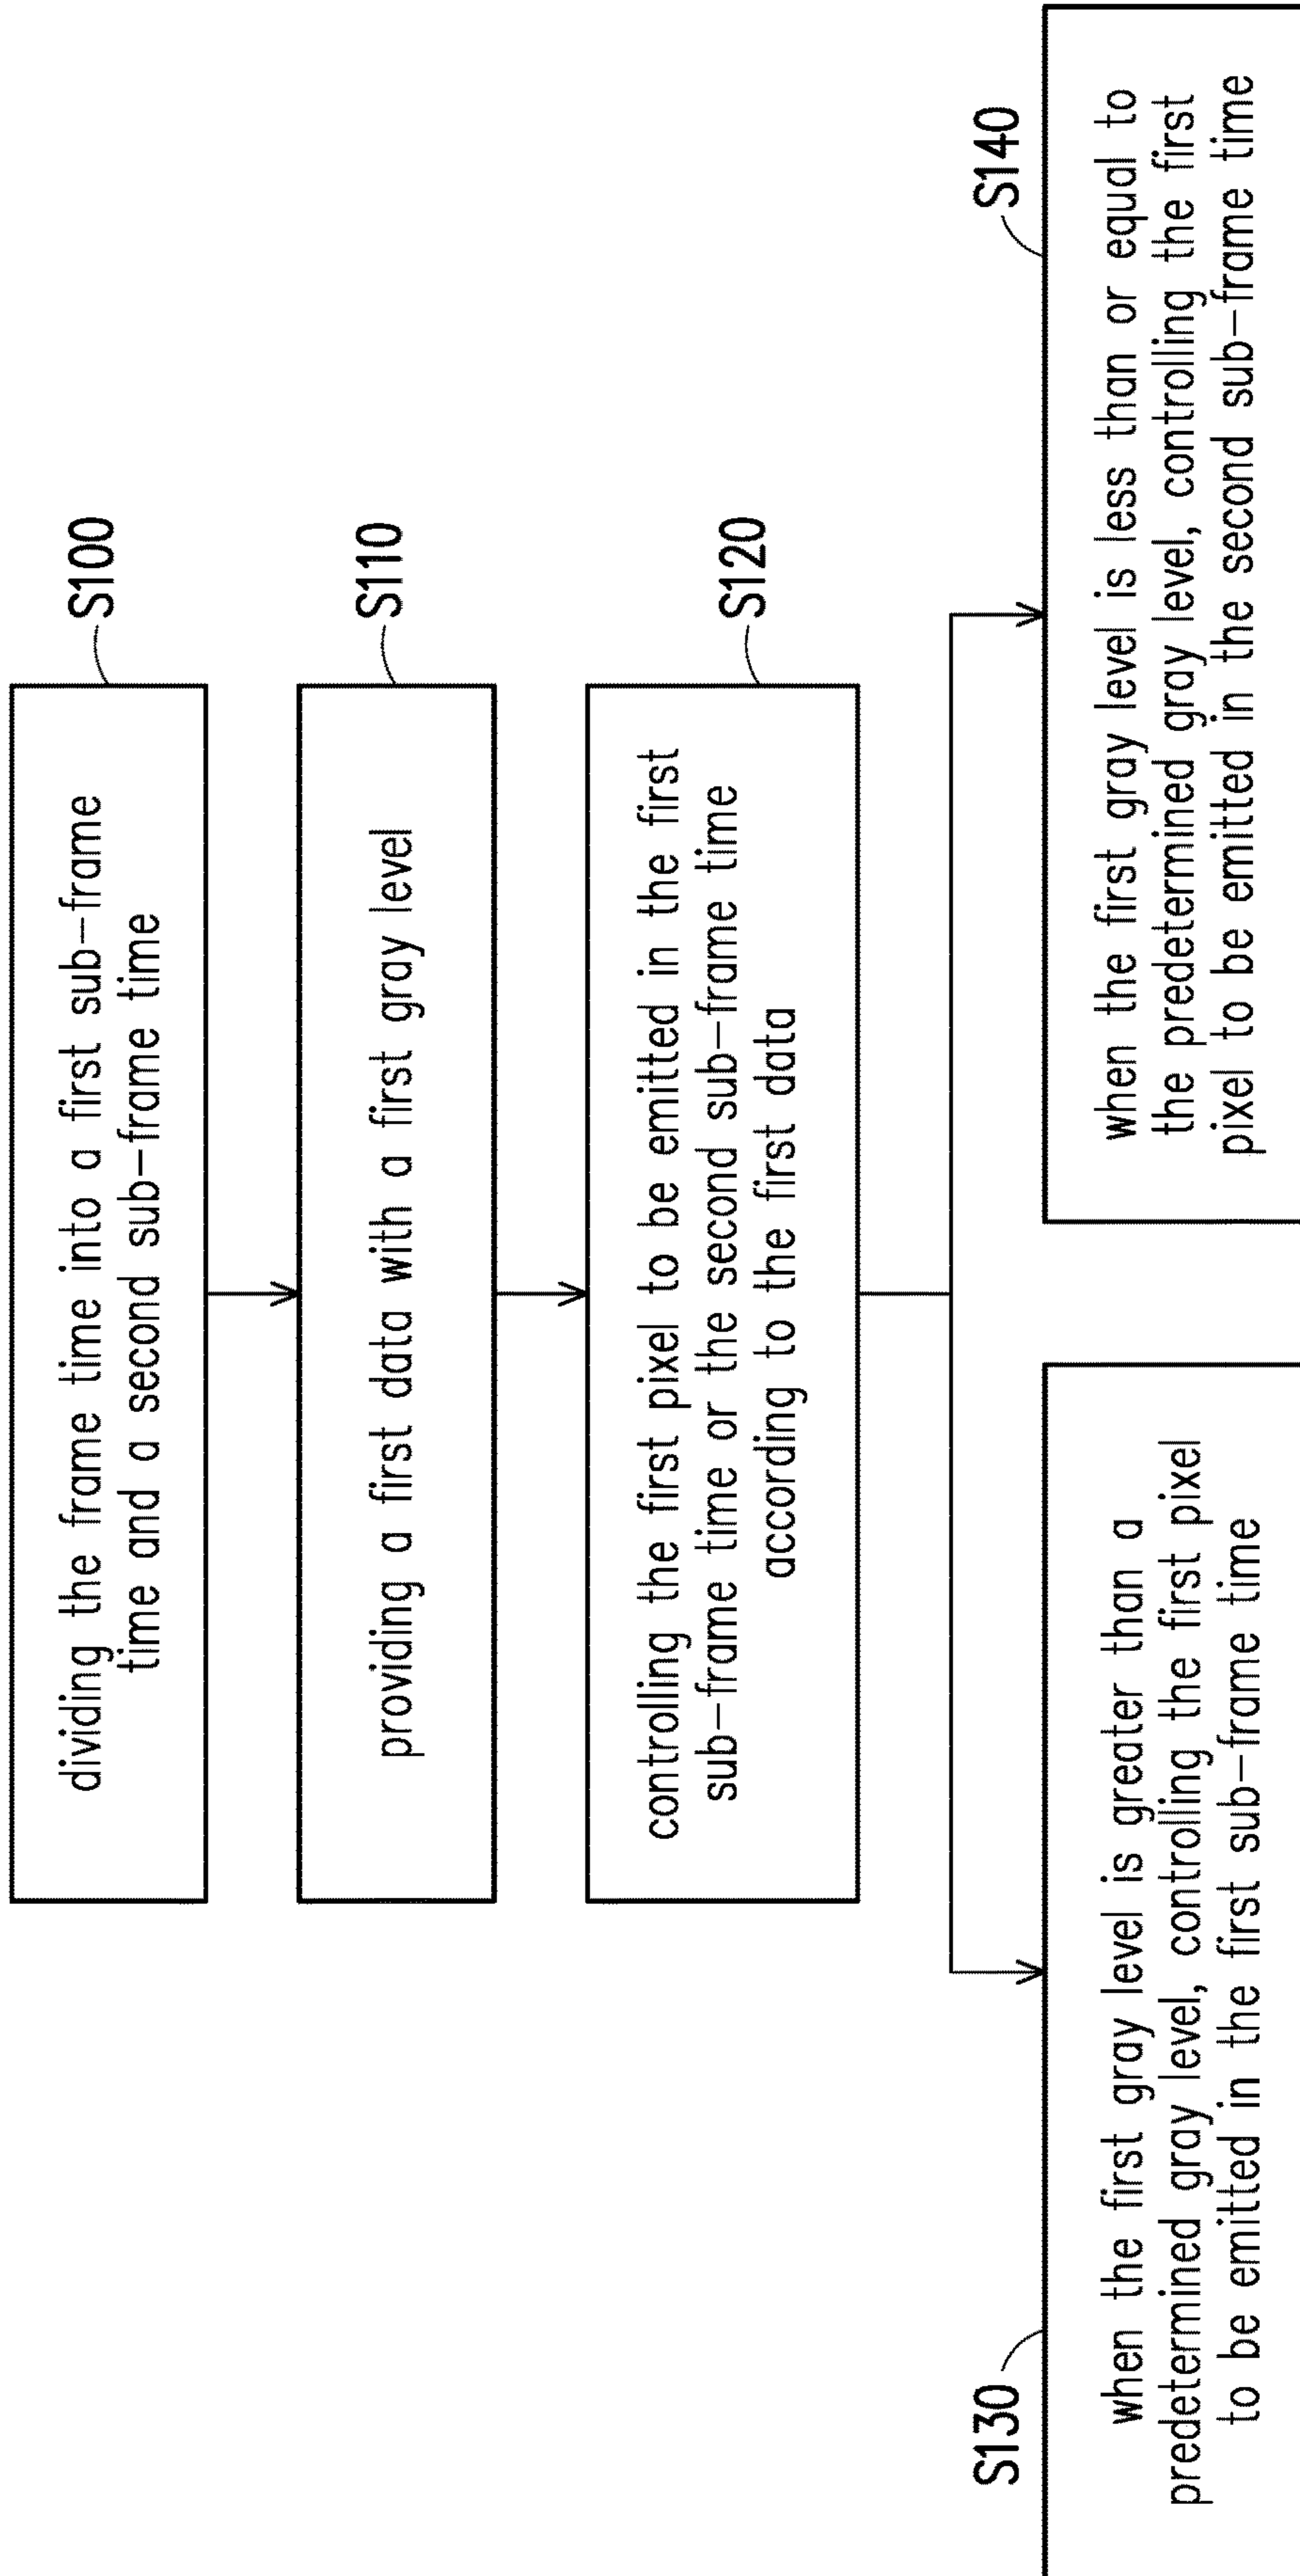 S100
dividing the frame time into a first sub-frame
time and a second sub-frame time
S110
providing a first data with a first gray level
S120
controlling the first pixel to be emitted in the first
sub-frame time or the second sub-frame time
according to the first data
S130
when the first gray level is greater than a
predetermined gray level, controlling the first pixel
to be emitted in the first sub-frame time
S140
when the first gray level is less than or equal to
the predetermined gray level, controlling the first
pixel to be emitted in the second sub-frame time